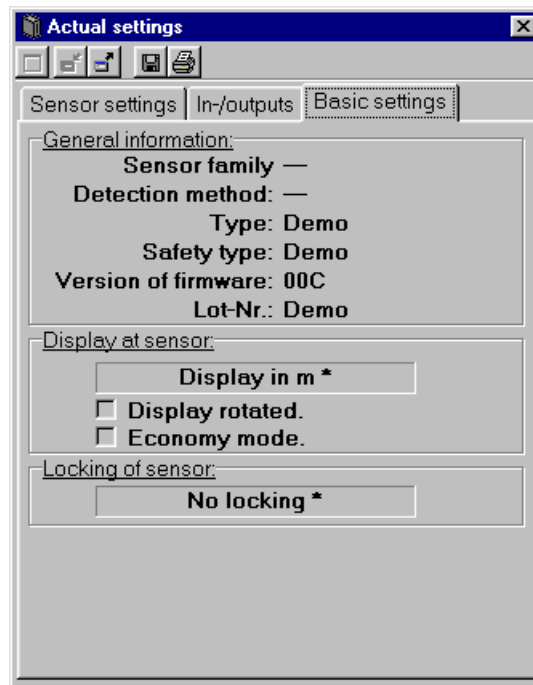 Actual settings
Sensor settings In-/outputs Basic settings
General information:
Sensor family —
Detection method: —
Type: Demo
Safety type: Demo
Version of firmware: 00C
Lot-Nr.: Demo
Display at sensor:
Display in m *
Display rotated.
Economy mode.
Locking of sensor:
No locking *